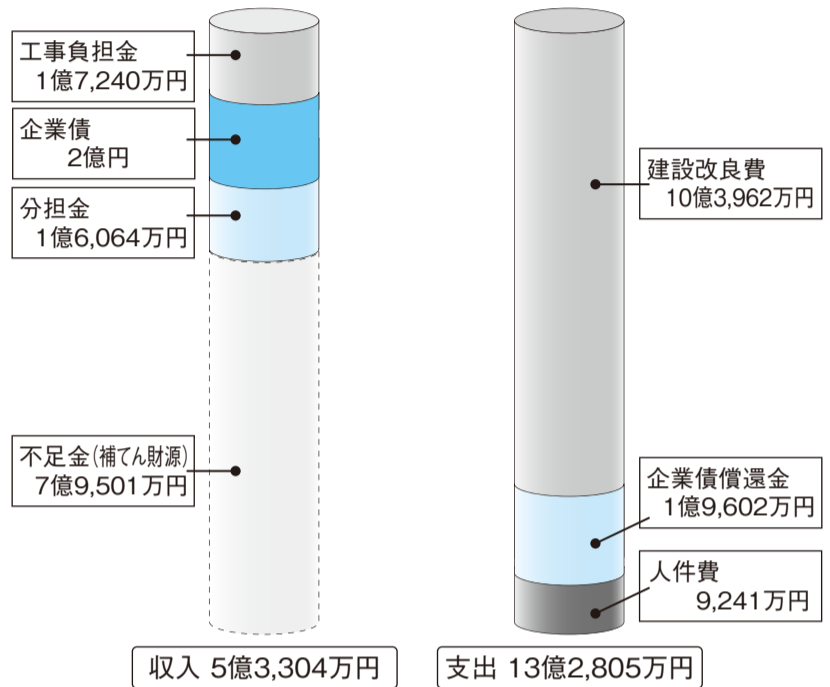 工事負担金
1億7,240万円
企業債
2億円
分担金
1億6,064万円
不足金(補てん財源)
7億9,501万円
収入 5億3,304万円
建設改良費
10億3,962万円
企業債償還金
1億9,602万円
人件費
9,241万円
支出 13億2,805万円